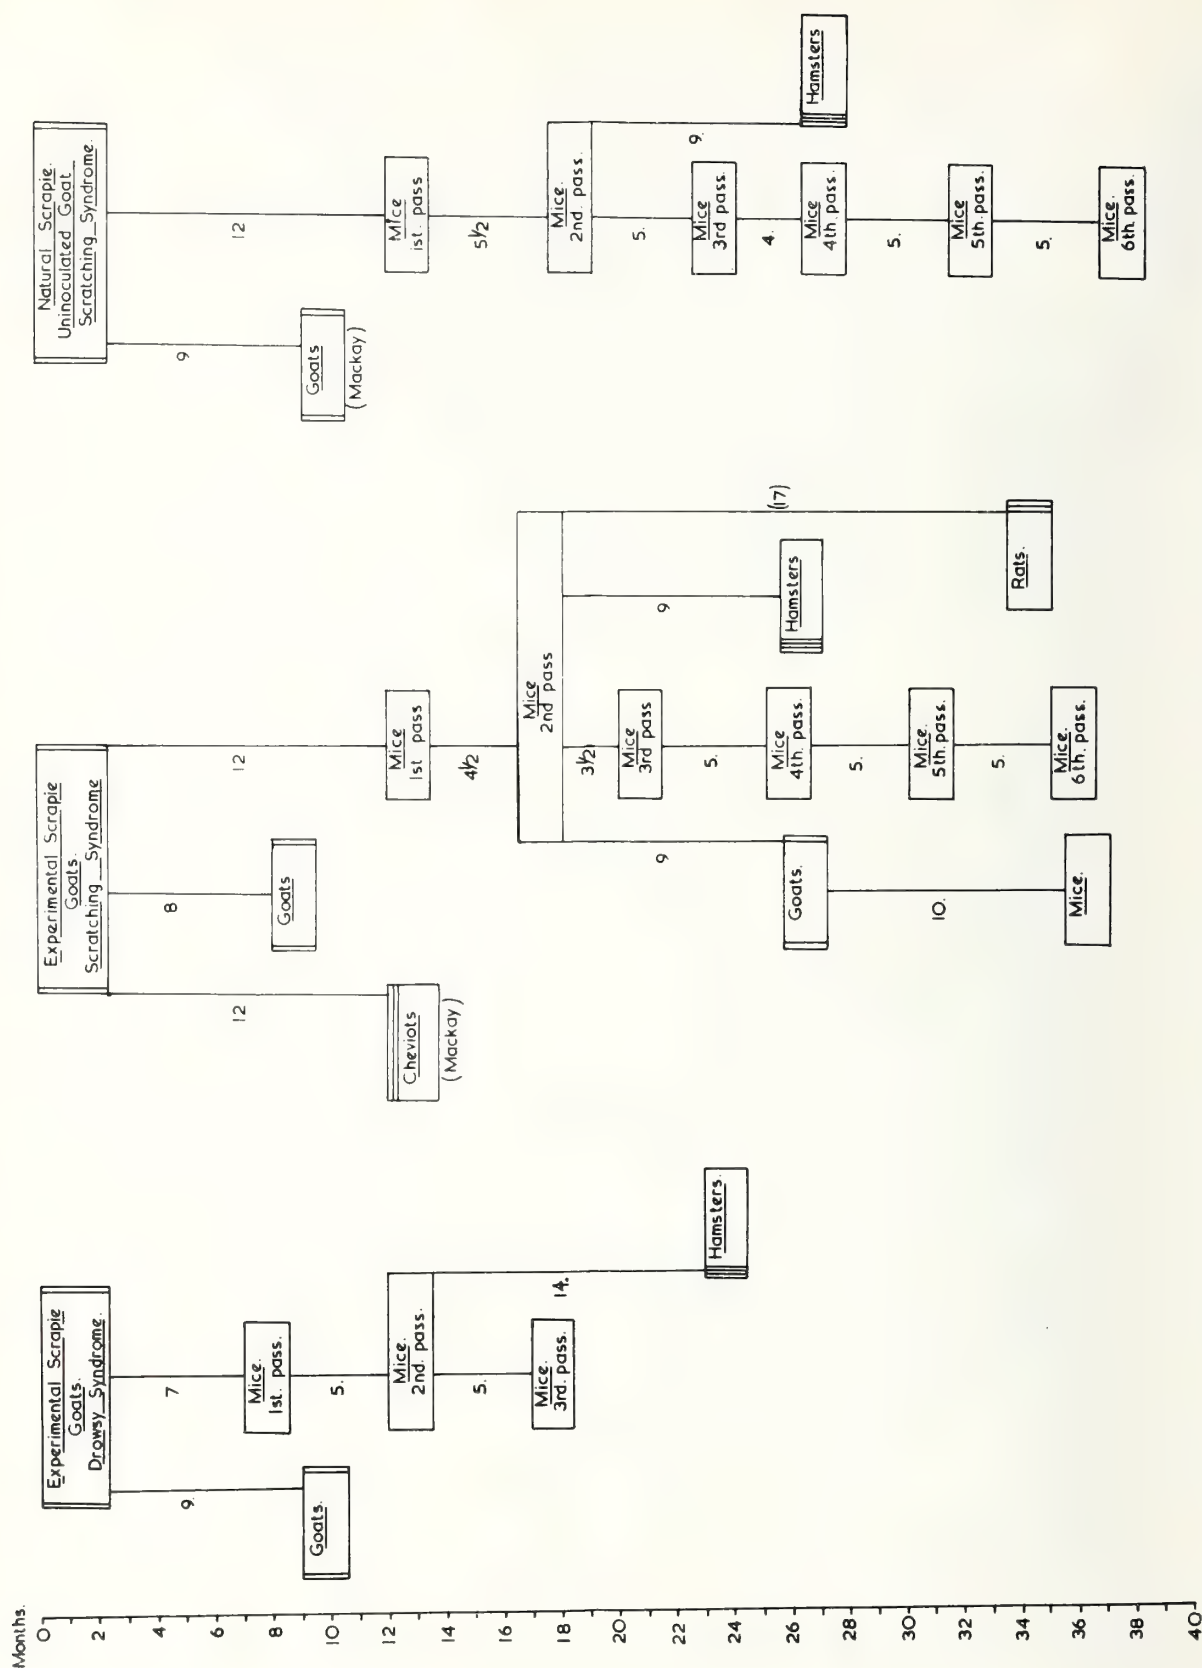 Months.
0
2
4
6
8
10
12
14
16
18
20
22
24
26
28
30
32
34
36
38
40
Experimental Scrapie
Goats.
Drowsy Syndrome.
9.
Goats.
7
Mice.
1st. pass.
5.
Mice.
2nd. pass.
5.
Mice.
3rd. pass.
14.
Hamsters.
Experimental Scrapie
Goats.
Scratching Syndrome
12
Cheviots
(Mackay)
8
Goats
12
Mice
1st pass
4½
Mice
2nd pass
9
Goats.
10.
Mice.
3½
Mice
3rd pass
5.
Mice
4th. pass.
5.
Mice.
5th pass.
5.
Mice.
6th. pass.
9
Hamsters
(17)
Rats.
Natural Scrapie.
Uninoculated Goat
Scratching Syndrome.
9
Goats
(Mackay)
12
Mice
1st. pass
5½
Mice.
2nd. pass.
5.
Mice
3rd pass.
4.
Mice
4th. pass.
5.
Mice
5th. pass.
5.
Mice.
6th. pass.
9.
Hamsters